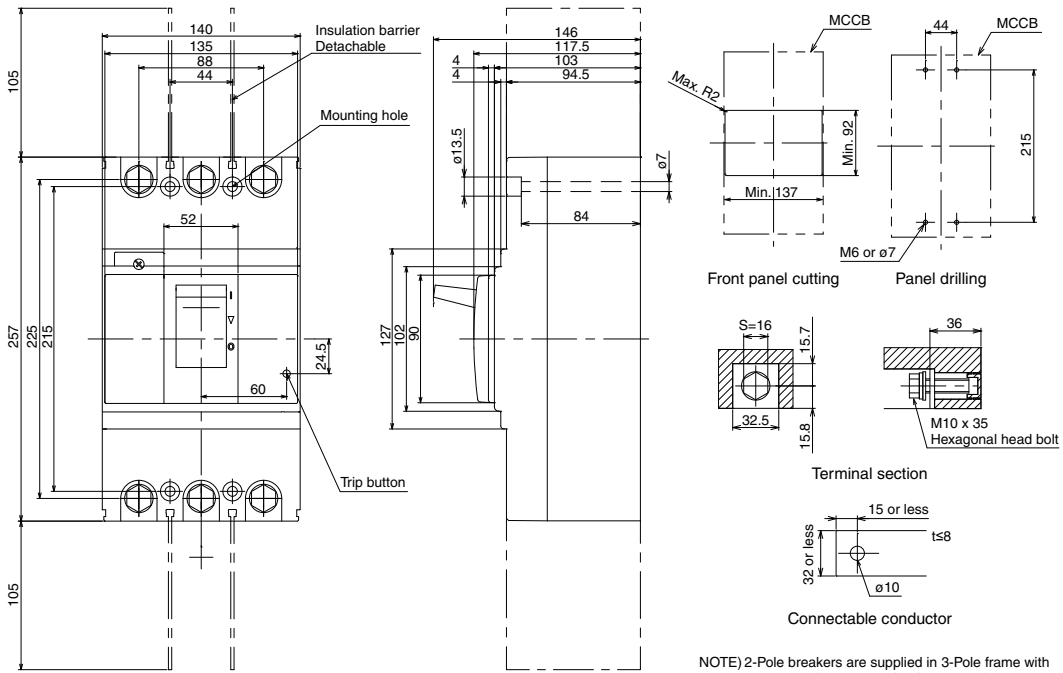 140
135
88
44
Insulation barrier
Detachable
Mounting hole
105
52
257
225
215
24.5
60
Trip button
105
146
117.5
4
103
4
94.5
ø13.5
ø7
84
127
102
90
MCCB
Max. R2
Min. 92
Min. 137
Front panel cutting
44
MCCB
215
M6 or ø7
Panel drilling
S=16
15.7
32.5
15.8
36
M10 x 35
Hexagonal head bolt
Terminal section
15 or less
t≤8
32 or less
ø10
Connectable conductor
NOTE) 2-Pole breakers are supplied in 3-Pole frame with